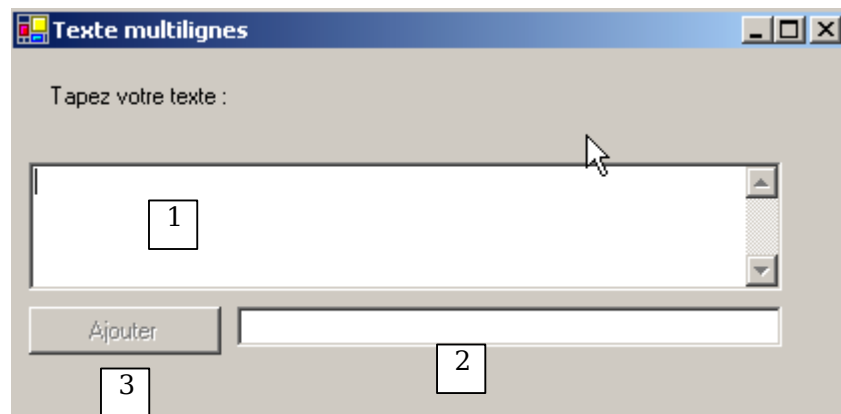 Texte multilignes
Tapez votre texte :
1
Ajouter
2
3